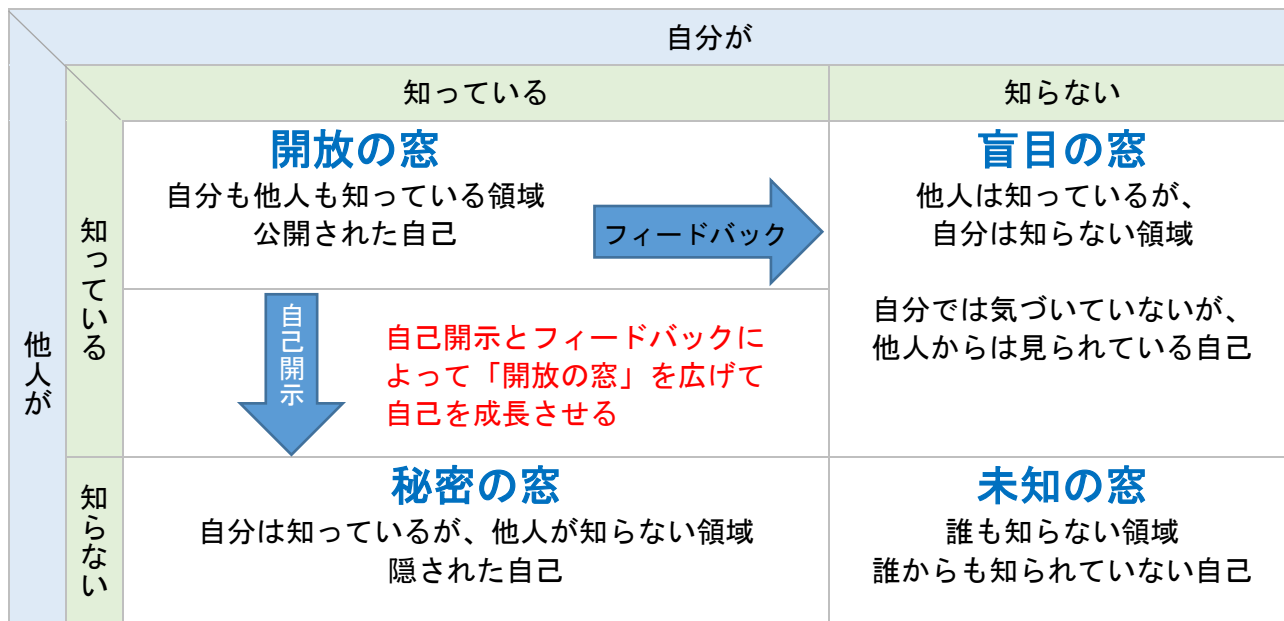 自分が
知っている
知らない
他人が
知っている
開放の窓
自分も他人も知っている領域
公開された自己
フィードバック
盲目の窓
他人は知っているが、
自分は知らない領域
自分では気づいていないが、
他人からは見られている自己
自己開示
自己開示とフィードバックに
よって「開放の窓」を広げて
自己を成長させる
知らない
秘密の窓
自分は知っているが、他人が知らない領域
隠された自己
未知の窓
誰も知らない領域
誰からも知られていない自己